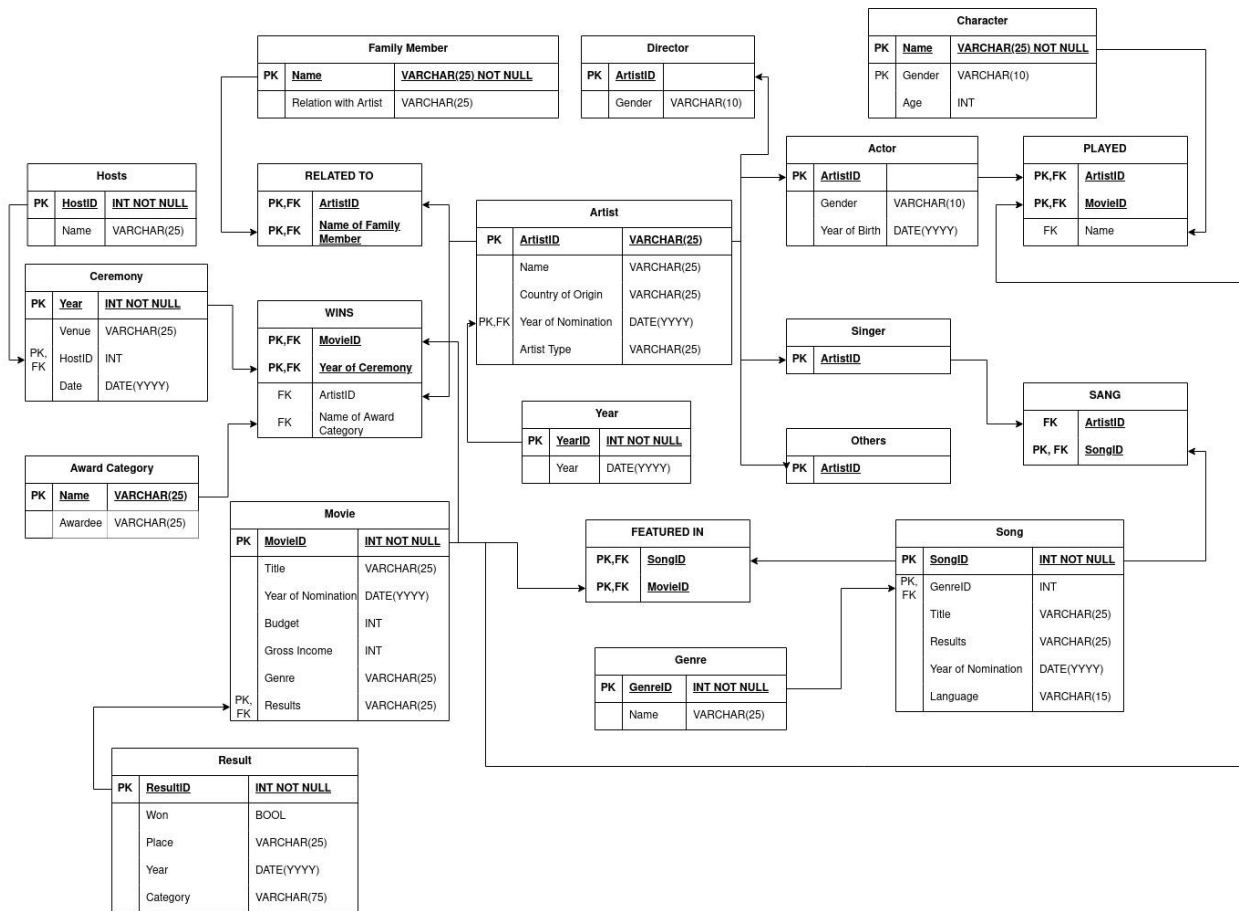 Character
PK Name VARCHAR(25) NOT NULL
PK Gender VARCHAR(10)
Age INT
Family Member
PK Name VARCHAR(25) NOT NULL
Relation with Artist VARCHAR(25)
Director
PK ArtistID
Gender VARCHAR(10)
Hosts
PK HostID INT NOT NULL
Name VARCHAR(25)
RELATED TO
PK,FK ArtistID
PK,FK Name of Family
Member
Actor
PK ArtistID
Gender VARCHAR(10)
Year of Birth DATE(YYYY)
PLAYED
PK,FK ArtistID
PK,FK MovieID
FK Name
Artist
PK ArtistID VARCHAR(25)
Name VARCHAR(25)
Country of Origin VARCHAR(25)
PK,FK Year of Nomination DATE(YYYY)
Artist Type VARCHAR(25)
Ceremony
PK Year INT NOT NULL
Venue VARCHAR(25)
PK,
FK
HostID INT
Date DATE(YYYY)
WINS
PK,FK MovieID
PK,FK Year of Ceremony
FK ArtistID
FK Name of Award
Category
Singer
PK ArtistID
SANG
FK ArtistID
PK, FK SongID
Year
PK YearID INT NOT NULL
Year DATE(YYYY)
Others
PK ArtistID
Award Category
PK Name VARCHAR(25)
Awardee VARCHAR(25)
Movie
PK MovieID INT NOT NULL
Title VARCHAR(25)
Year of Nomination DATE(YYYY)
Budget INT
Gross Income INT
Genre VARCHAR(25)
PK,
FK
Results VARCHAR(25)
FEATURED IN
PK,FK SongID
PK,FK MovieID
Song
PK SongID INT NOT NULL
PK,
FK
GenreID INT
Title VARCHAR(25)
Results VARCHAR(25)
Year of Nomination DATE(YYYY)
Language VARCHAR(15)
Genre
PK GenreID INT NOT NULL
Name VARCHAR(25)
Result
PK ResultID INT NOT NULL
Won BOOL
Place VARCHAR(25)
Year DATE(YYYY)
Category VARCHAR(75)